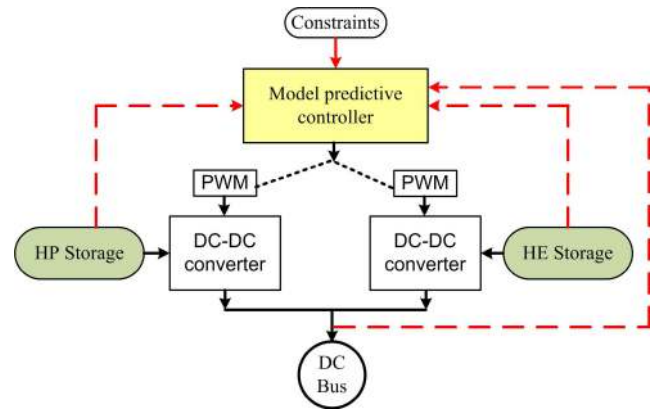 Constraints
Model predictive
controller
PWM
PWM
HP Storage
DC-DC
converter
DC-DC
converter
HE Storage
DC
Bus